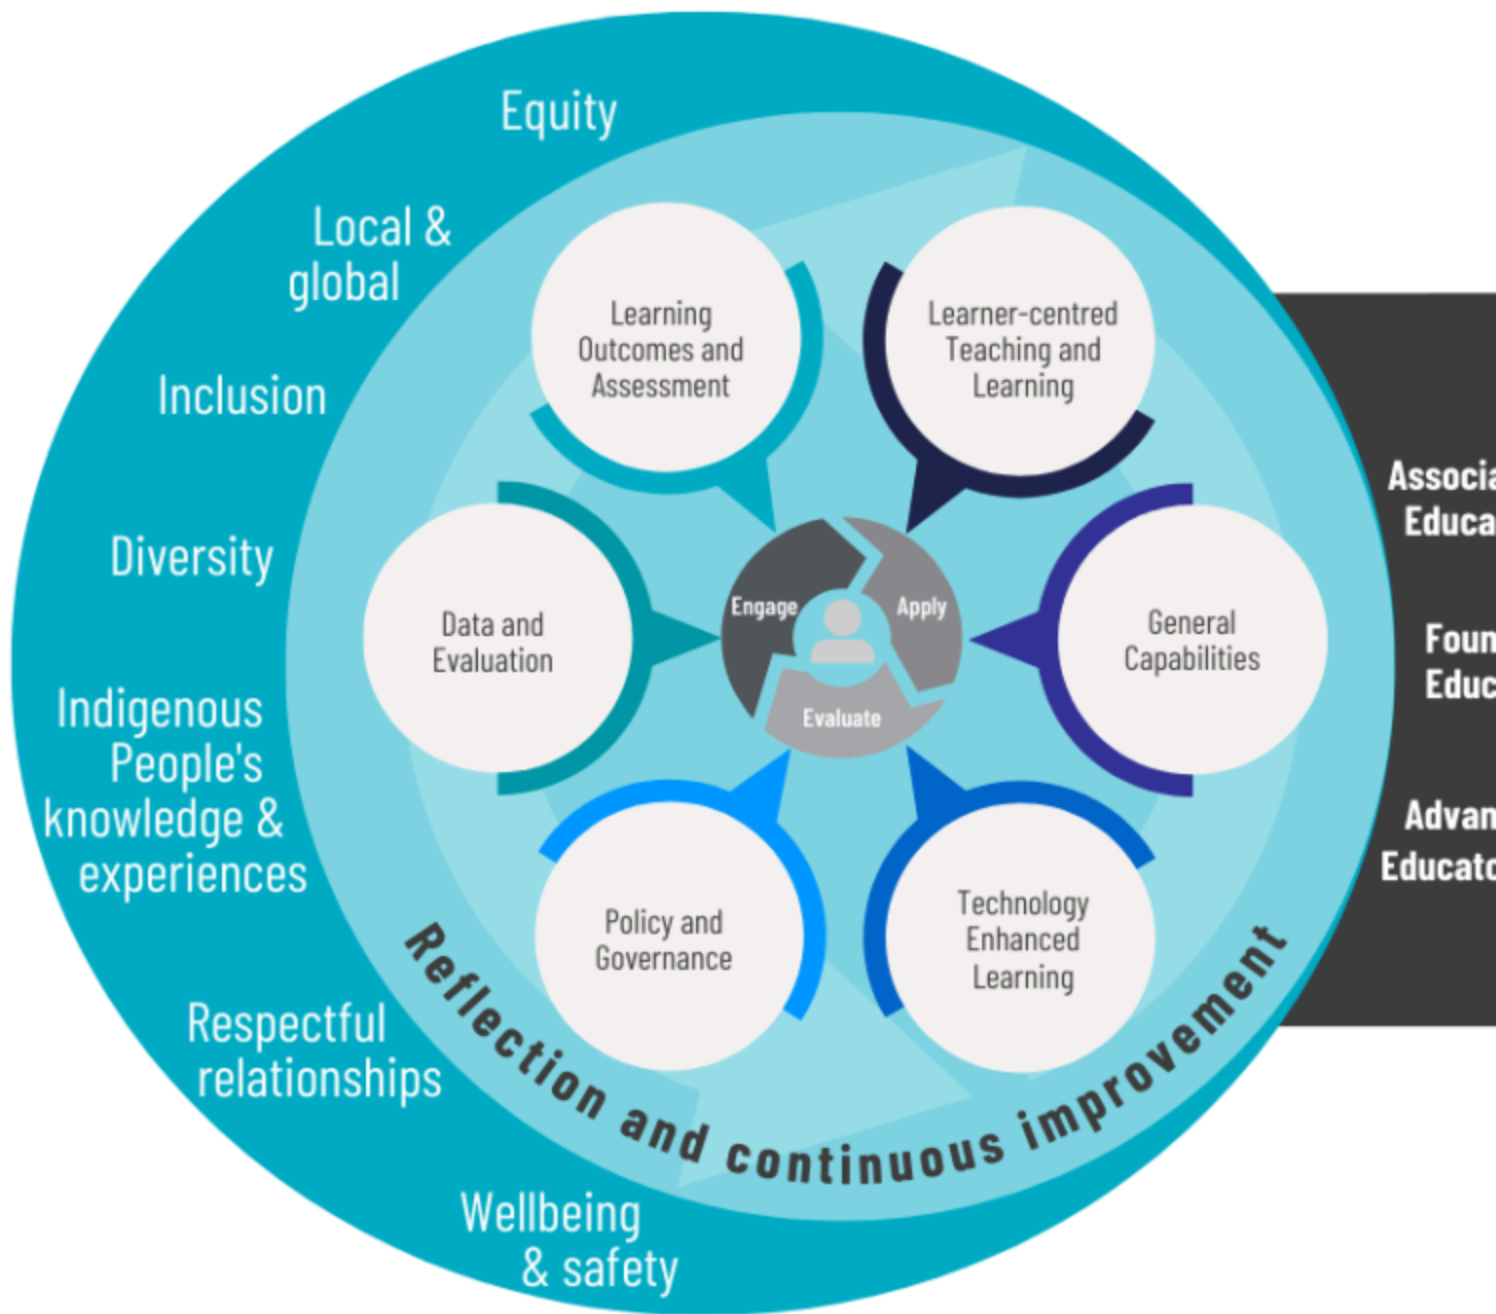 Equity
Local &
global
Inclusion
Diversity
Indigenous
People's
knowledge &
experiences
Respectful
relationships
Wellbeing
& safety
Learning
Outcomes and
Assessment
Learner-centred
Teaching and
Learning
Data and
Evaluation
General
Capabilities
Policy and
Governance
Technology
Enhanced
Learning
Engage
Apply
Evaluate
Reflection and continuous improvement